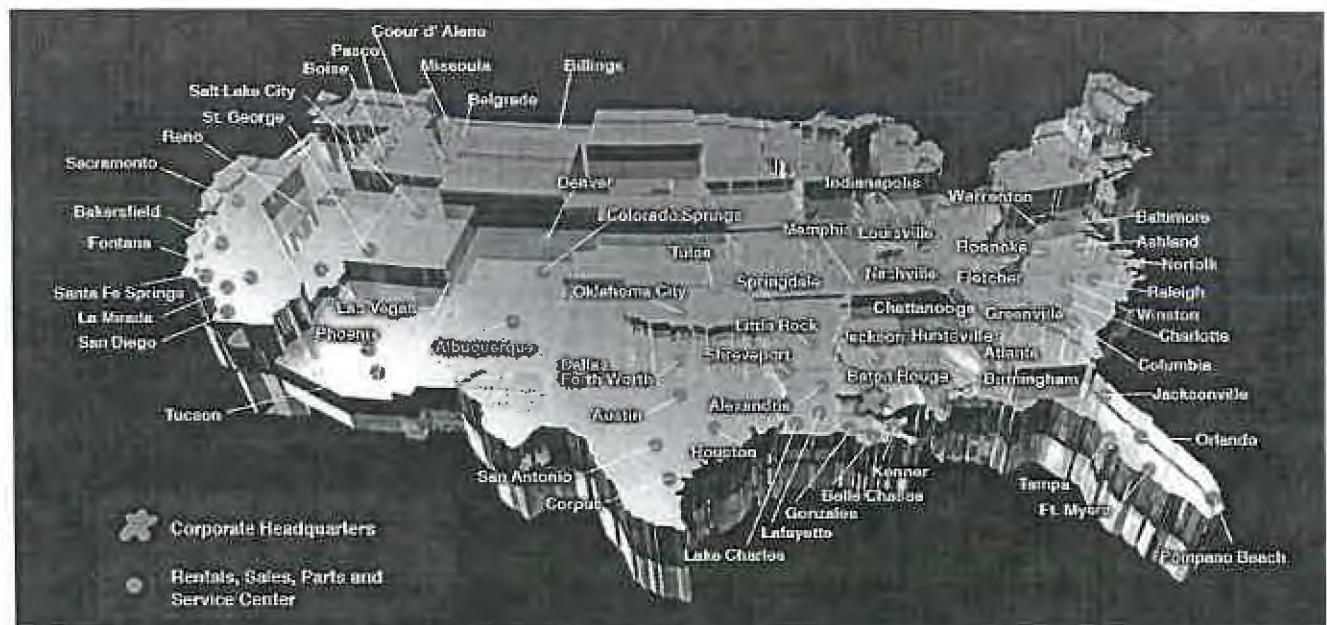 Coeur d' Alene
Pasco
Boise
Missoula
Billings
Salt Lake City
Belgrade
St. George
Reno
Sacramento
Denver
Indianapolis
Warrenton
Bakersfield
Colorado Springs
Baltimore
Memphis
Louisville
Roanoke
Ashland
Fontana
Tulsa
Norfolk
Springdale
Nashville
Fletcher
Santa Fe Springs
Oklahoma City
Raleigh
Las Vegas
Chattanooga
Greenville
Winston
La Mirada
Phoenix
Little Rock
Jackson
Huntsville
Charlotte
San Diego
Albuquerque
Shreveport
Atlanta
Dallas
Forth Worth
Baton Rouge
Birmingham
Columbia
Jacksonville
Tucson
Austin
Alexandria
Orlando
Houston
San Antonio
Kenner
Tampa
Corpus
Belle Chasse
Ft. Myers
Gonzales
Lafayette
Lake Charles
Pompano Beach
Corporate Headquarters
Rentals, Sales, Parts and
Service Center